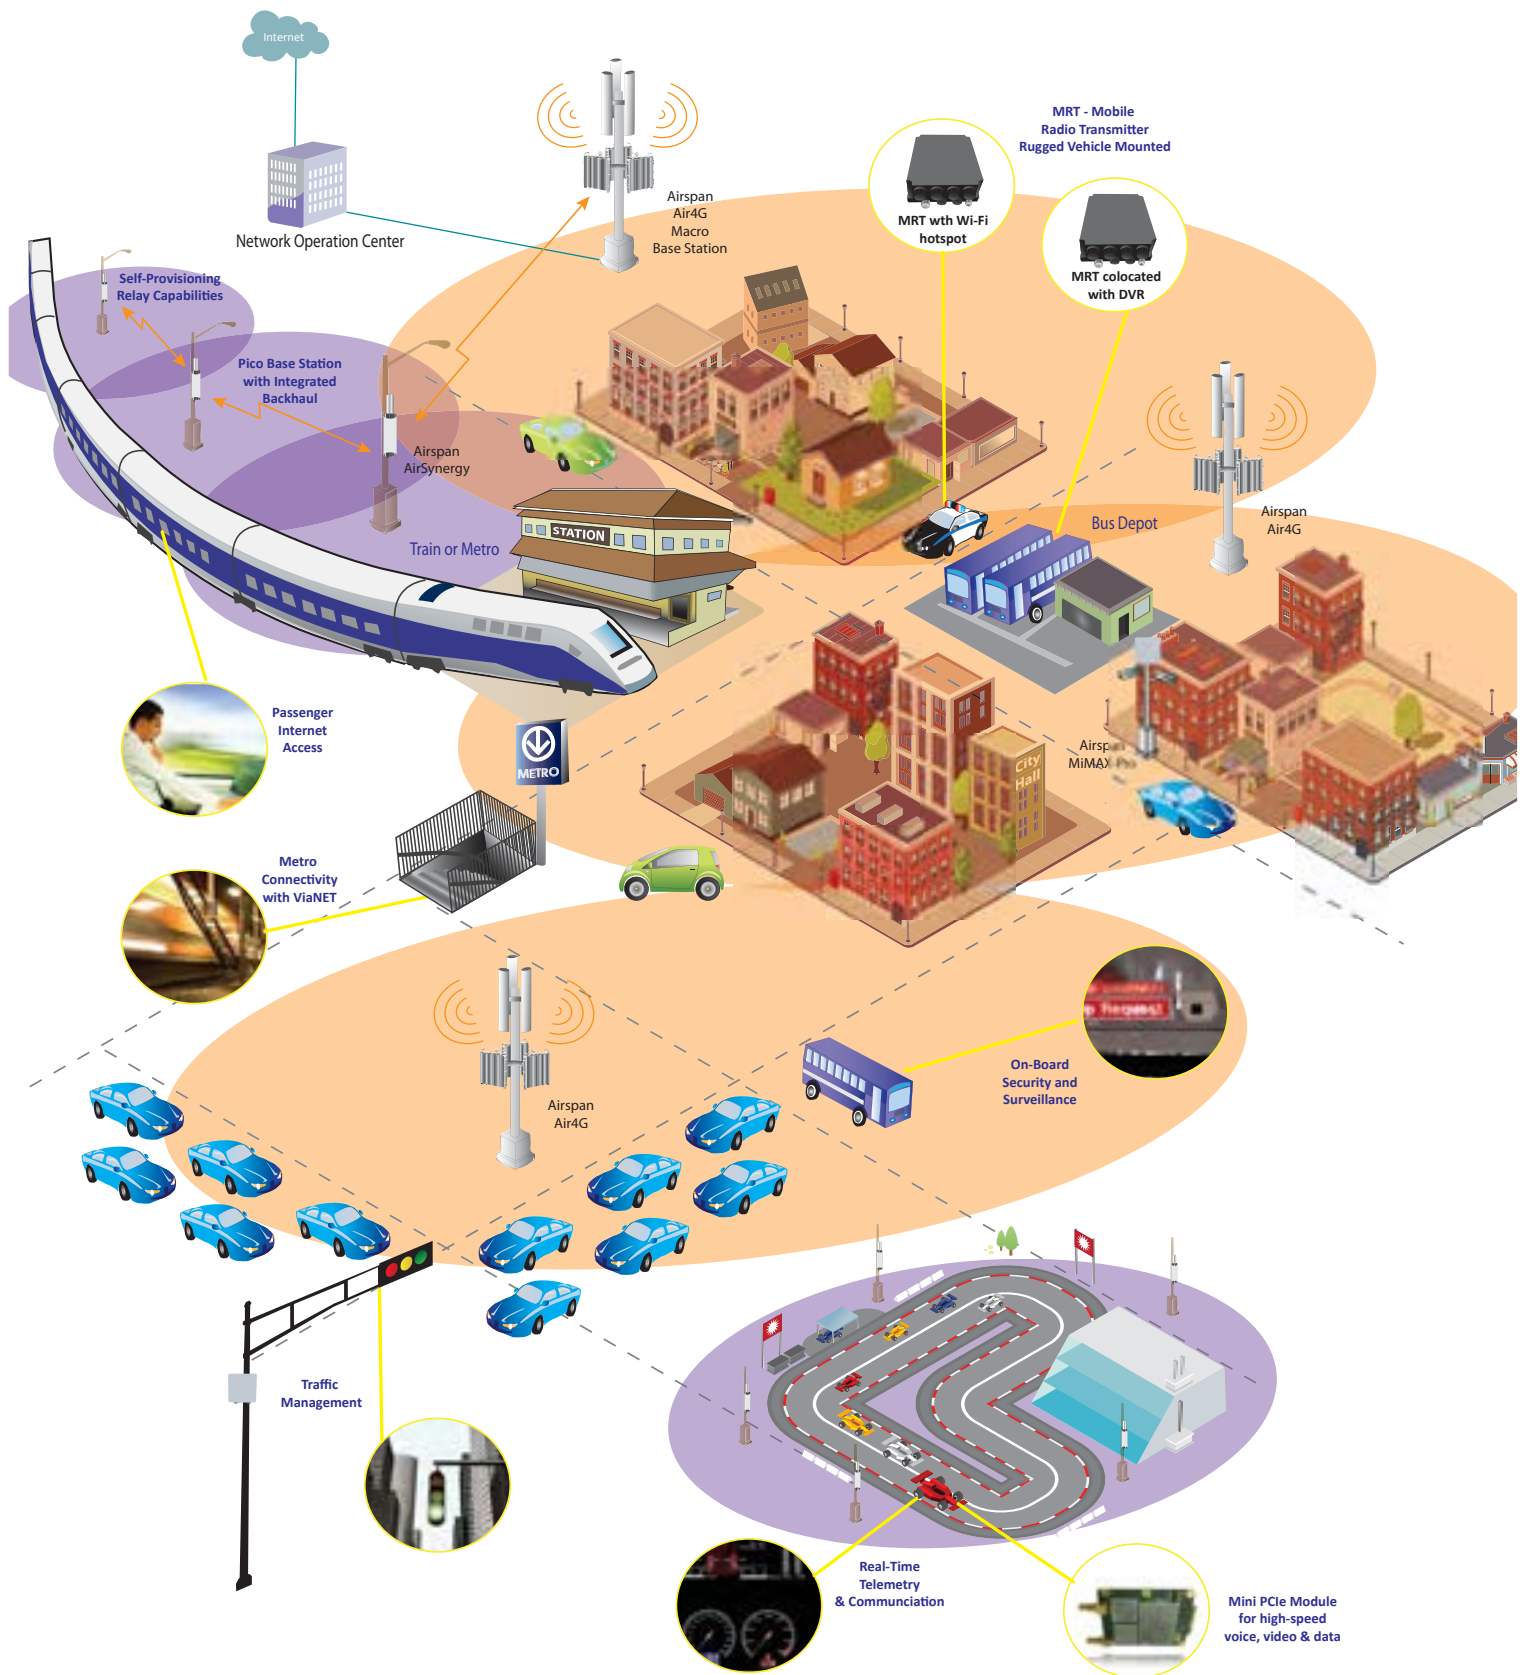 Internet
Network Operation Center
Airspan
Air4G
Macro
Base Station
MRT - Mobile
Radio Transmitter
Rugged Vehicle Mounted
MRT wth Wi-Fi
hotspot
MRT colocated
with DVR
Self-Provisioning
Relay Capabilities
Pico Base Station
with Integrated
Backhaul
Airspan
AirSynergy
Train or Metro
STATION
Bus Depot
Airspan
Air4G
Passenger
Internet
Access
METRO
City
Hall
MiMAX Pro
Metro
Connectivity
with ViaNET
Request
On-Board
Security and
Surveillance
Airspan
Air4G
Traffic
Management
Real-Time
Telemetry
& Communciation
Mini PCIe Module
for high-speed
voice, video & data